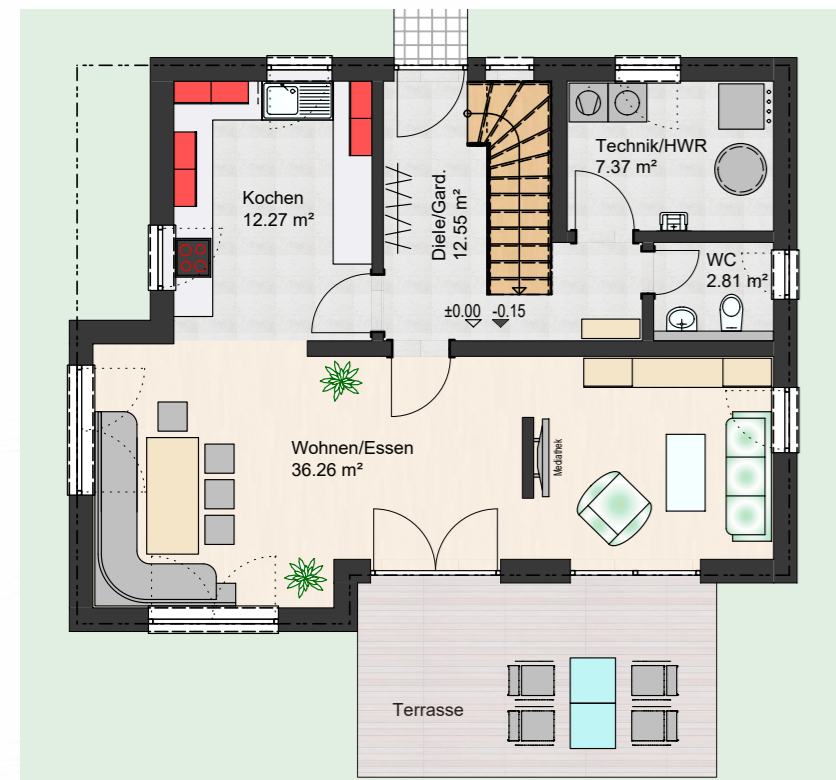 Kochen
12.27 m²
Diele/Gard.
12.55 m²
Technik/HWR
7.37 m²
WC
2.81 m²
±0.00 -0.15
Wohnen/Essen
36.26 m²
Mediathek
Terrasse